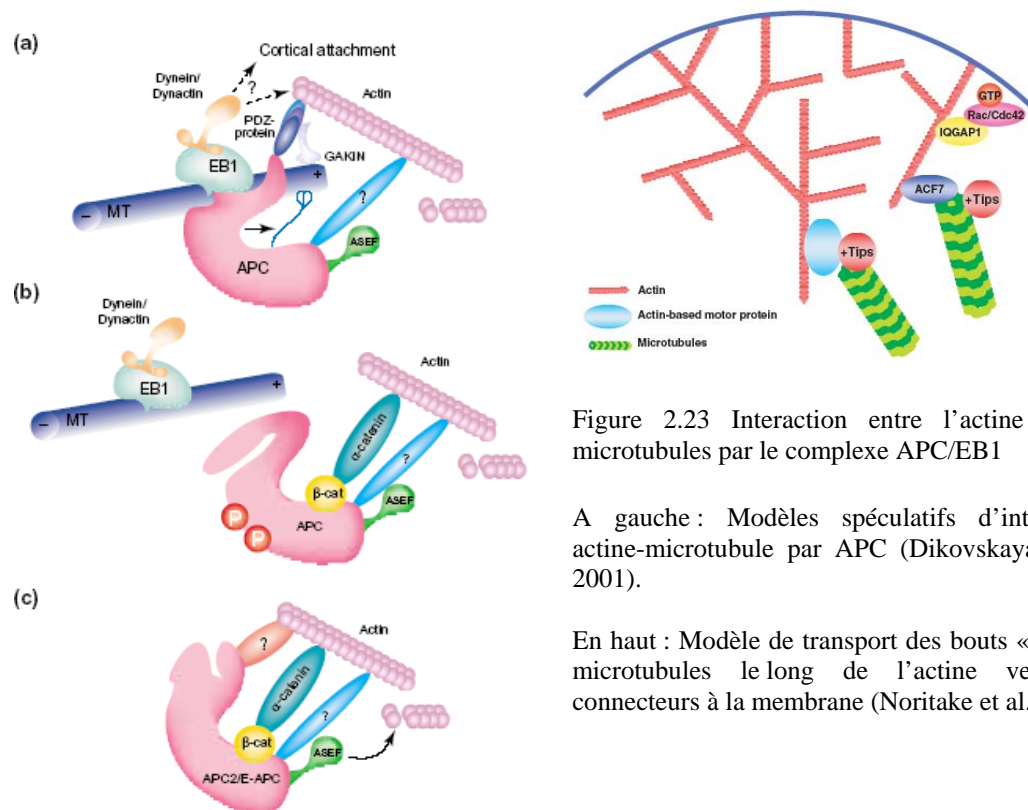 (a)
Cortical attachment
Dynein/
Dynactin
?
Actin
PDZ-
protein
GAKIN
EB1
+
MT
–
?
ASEF
APC
(b)
Dynein/
Dynactin
EB1
+
MT
–
Actin
α-catenin
?
β-cat
ASEF
APC
P
P
(c)
?
Actin
α-catenin
?
β-cat
ASEF
APC2/E-APC
GTP
Rac/Cdc42
IQGAP1
ACF7
+Tips
+Tips
Actin
Actin-based motor protein
Microtubules
Figure 2.23 Interaction entre l’actine
microtubules par le complexe APC/EB1
A gauche : Modèles spéculatifs d’int
actine-microtubule par APC (Dikovskaya
2001).
En haut : Modèle de transport des bouts «
microtubules le long de l’actine ve
connecteurs à la membrane (Noritake et al.